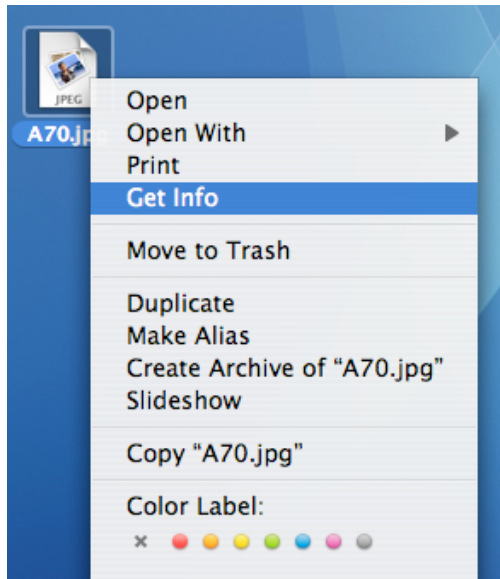 JPEG
A70.jpg
Open
Open With
Print
Get Info
Move to Trash
Duplicate
Make Alias
Create Archive of “A70.jpg”
Slideshow
Copy “A70.jpg”
Color Label: